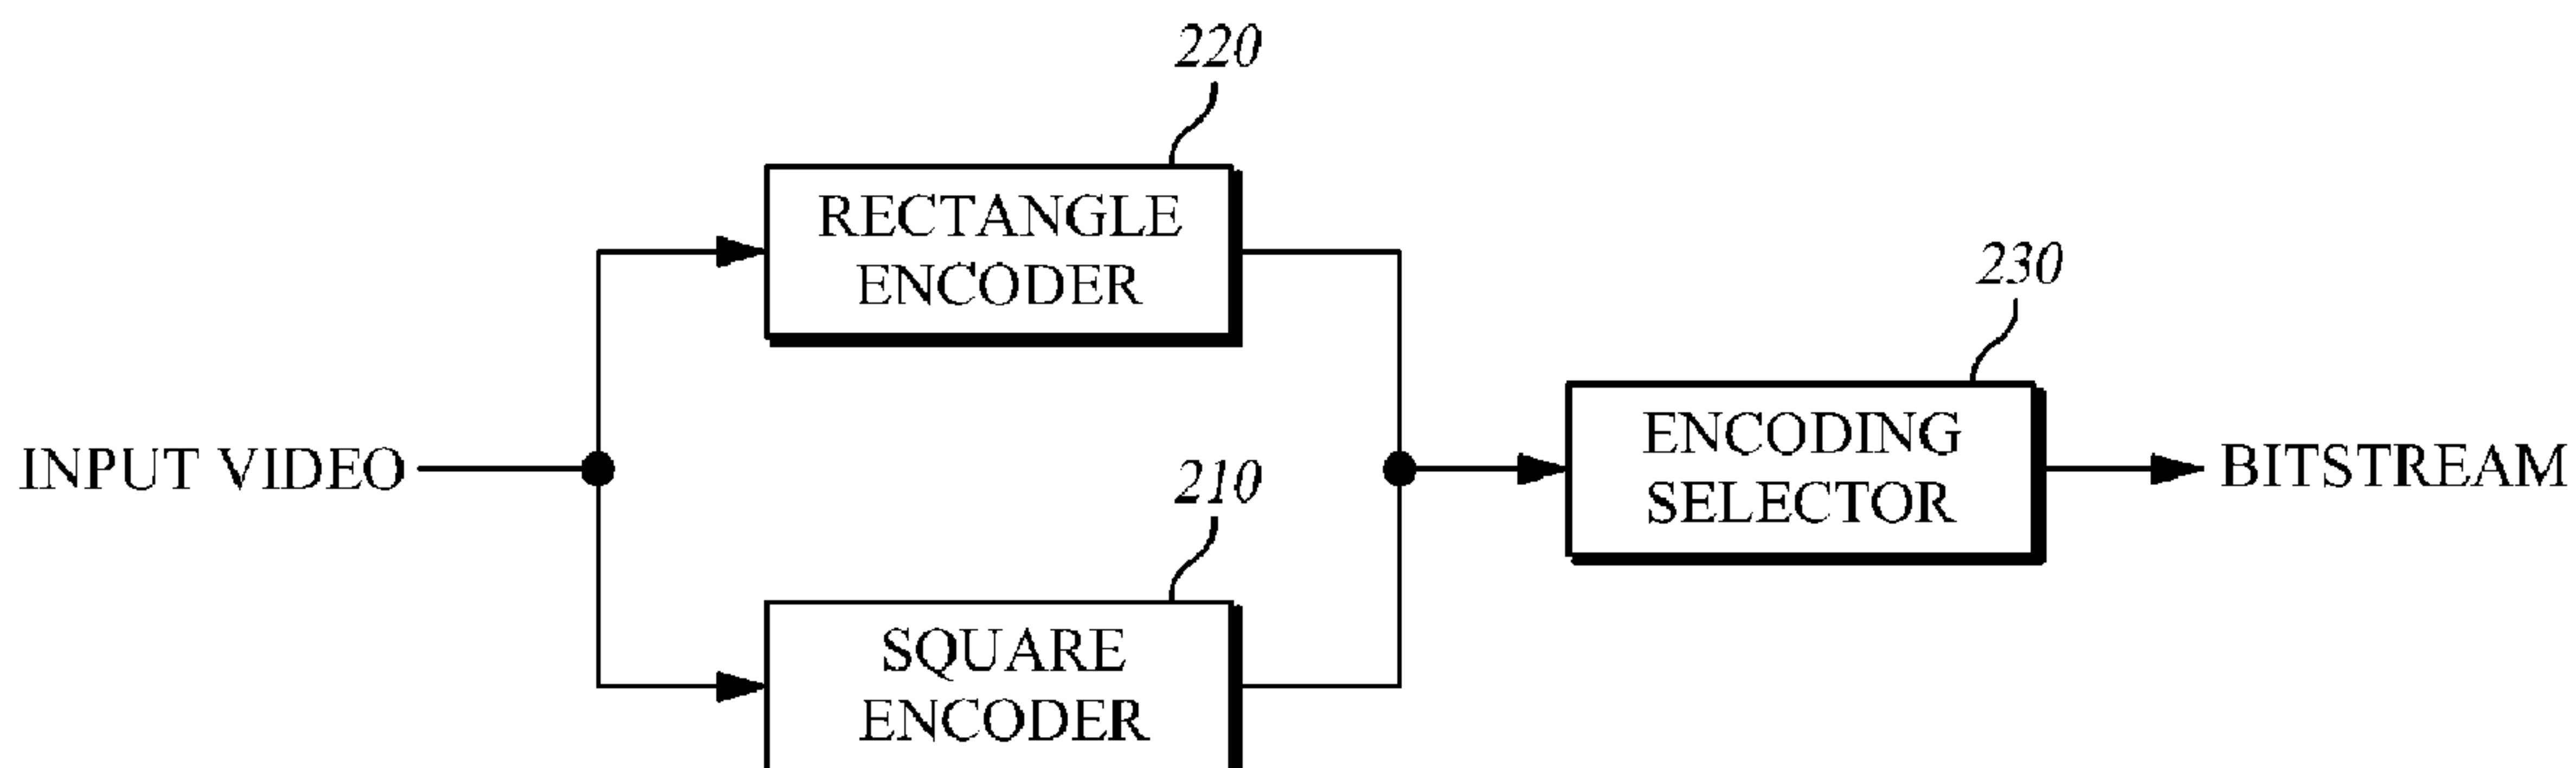 220
RECTANGLE
ENCODER
230
ENCODING
SELECTOR
INPUT VIDEO
BITSTREAM
210
SQUARE
ENCODER